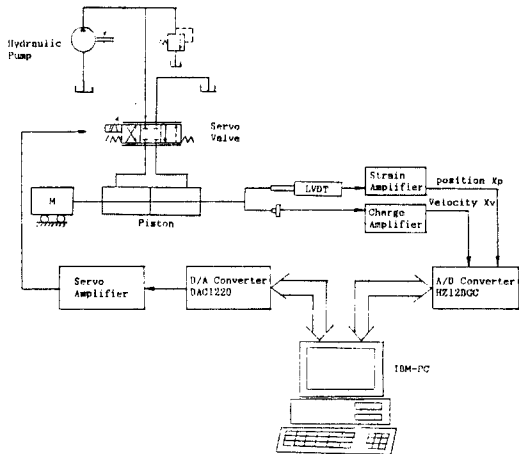 Hydraulic
Pump
Servo
Valve
M
Piston
LVDT
Strain
Amplifier
Charge
Amplifier
position Xp
Velocity Xv
Servo
Amplifier
D/A Converter
DAC1220
A/D Converter
HZ12BGC
IBM-PC